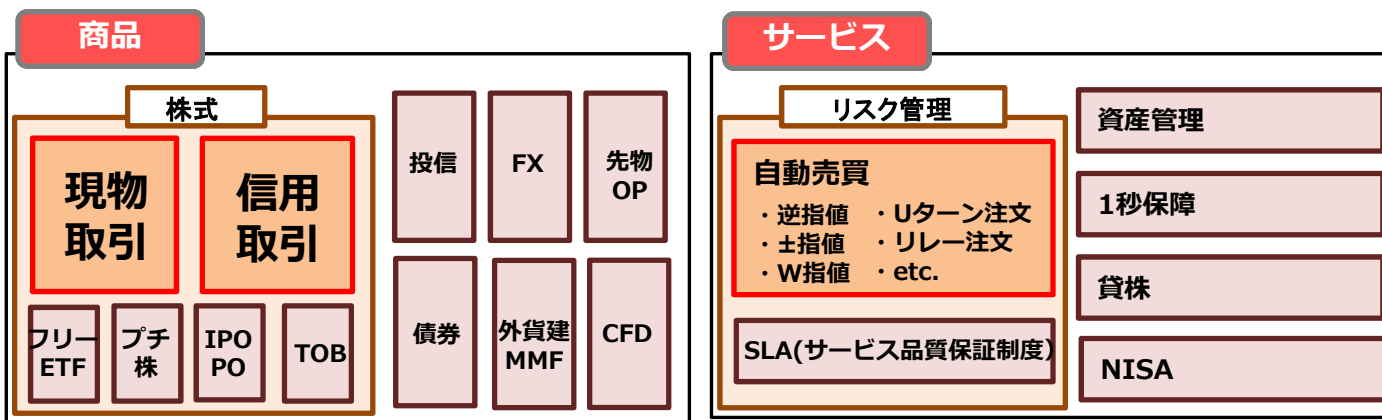 商品
株式
現物
取引
信用
取引
フリー
ETF
プチ
株
IPO
PO
TOB
投信
FX
先物
OP
債券
外貨建
MMF
CFD
サービス
リスク管理
自動売買
・逆指値 ・Uターン注文
・±指値 ・リレー注文
・W指値 ・etc.
SLA(サービス品質保証制度)
資産管理
1秒保障
貸株
NISA